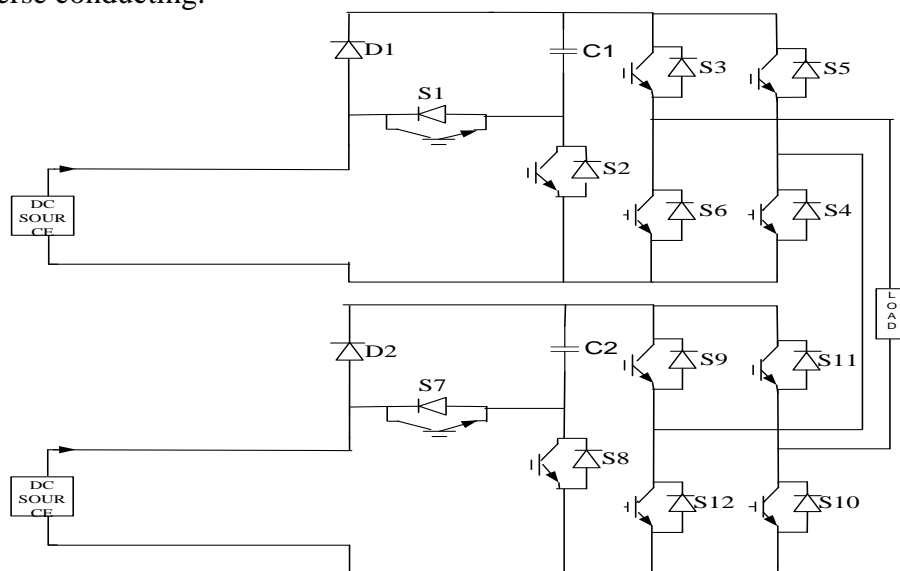 erse conducting.
D1
C1
S3
S5
S1
S2
DC
SOUR
CE
S6
S4
L
O
A
D
D2
C2
S9
S11
S7
S8
DC
SOUR
CE
S12
S10